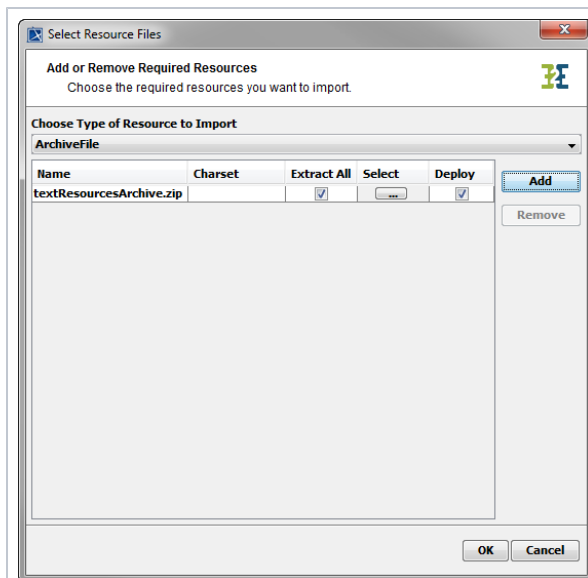 Select Resource Files
Add or Remove Required Resources
Choose the required resources you want to import.
Choose Type of Resource to Import
ArchiveFile
Name Charset Extract All Select Deploy
textResourcesArchive.zip ...
Add
Remove
OK Cancel